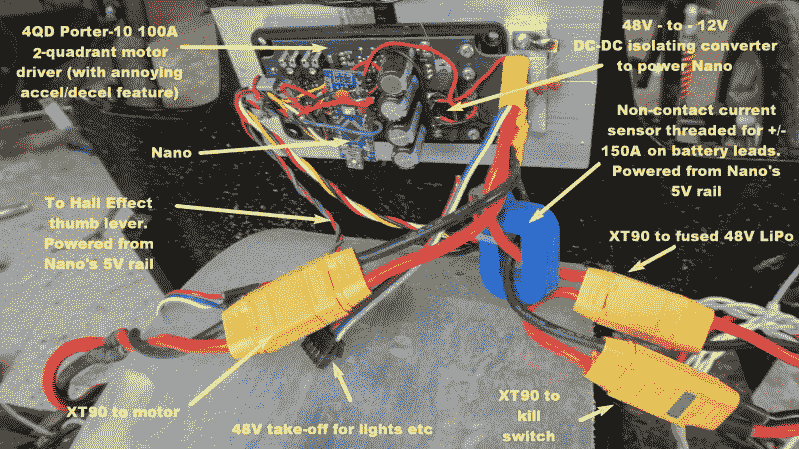 4QD Porter-10 100A
2-quadrant motor
driver (with annoying
accel/decel feature)
48V - to - 12V
DC-DC isolating converter
to power Nano
Non-contact current
sensor threaded for +/-
150A on battery leads.
Powered from Nano's
5V rail
Nano
To Hall Effect
thumb lever.
Powered from
Nano's 5V rail
XT90 to fused 48V LiPo
XT90 to motor
48V take-off for lights etc
XT90 to
kill
switch